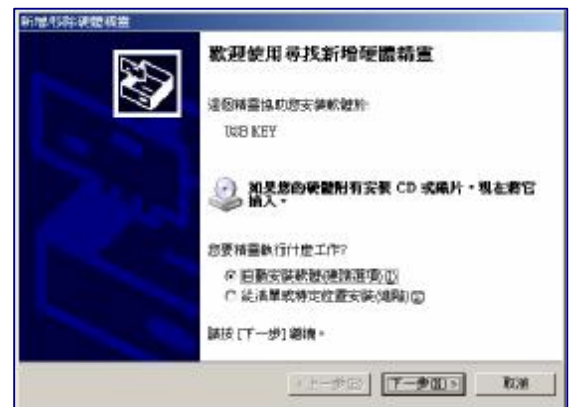 新增/移除硬體精靈
歡迎使用尋找新增硬體精靈
這個精靈協助您安裝軟體於:
USB KEY
如果您的硬體附有安裝 CD 或磁片，現在將它
插入。
您要精靈執行什麼工作?
自動安裝軟體(建議選項)(I)
從清單或特定位置安裝(進階)(S)
請按 [下一步] 繼續。
< 上一步(B)
下一步(N) >
取消